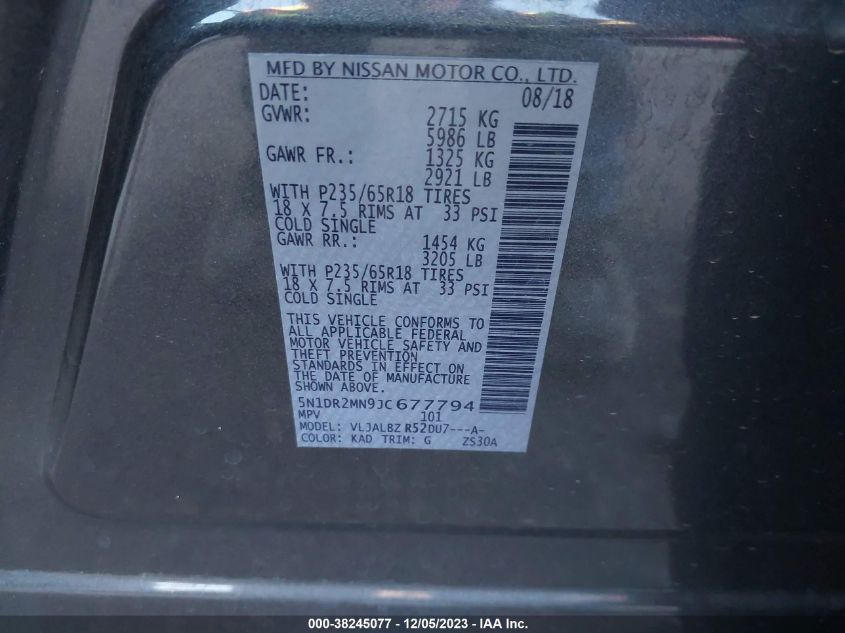 MFD BY NISSAN MOTOR CO., LTD.
DATE: 08/18
GVWR: 2715 KG
5986 LB
GAWR FR.: 1325 KG
2921 LB
WITH P235/65R18 TIRES
18 X 7.5 RIMS AT 33 PSI
COLD SINGLE
GAWR RR.: 1454 KG
3205 LB
WITH P235/65R18 TIRES
18 X 7.5 RIMS AT 33 PSI
COLD SINGLE
THIS VEHICLE CONFORMS TO
ALL APPLICABLE FEDERAL
MOTOR VEHICLE SAFETY AND
THEFT PREVENTION
STANDARDS IN EFFECT ON
THE DATE OF MANUFACTURE
SHOWN ABOVE.
5N1DR2MN9JC677794
MPV 101
MODEL: VLJALBZ R52DU7---A-
COLOR: KAD TRIM: G ZS30A
000-38245077 - 12/05/2023 - IAA Inc.